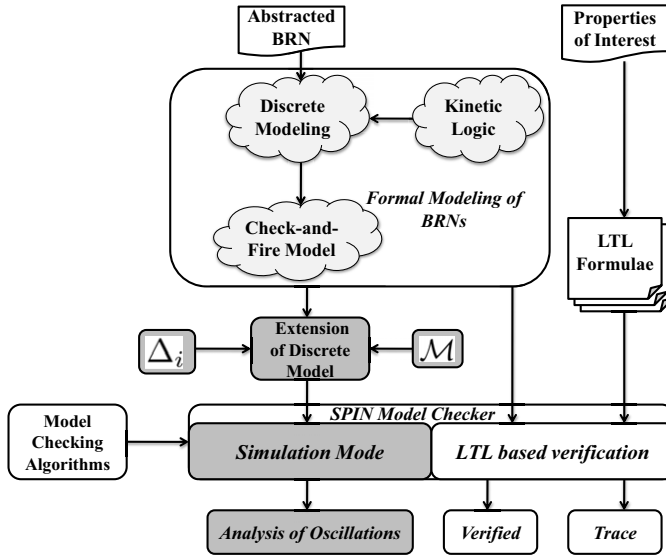 Abstracted
BRN
Properties
of Interest
Discrete
Modeling
Kinetic
Logic
Formal Modeling of
BRNs
Check-and-
Fire Model
LTL
Formulae
Extension
of Discrete
Model
Δi
ℳ
Model
Checking
Algorithms
SPIN Model Checker
Simulation Mode
LTL based verification
Analysis of Oscillations
Verified
Trace